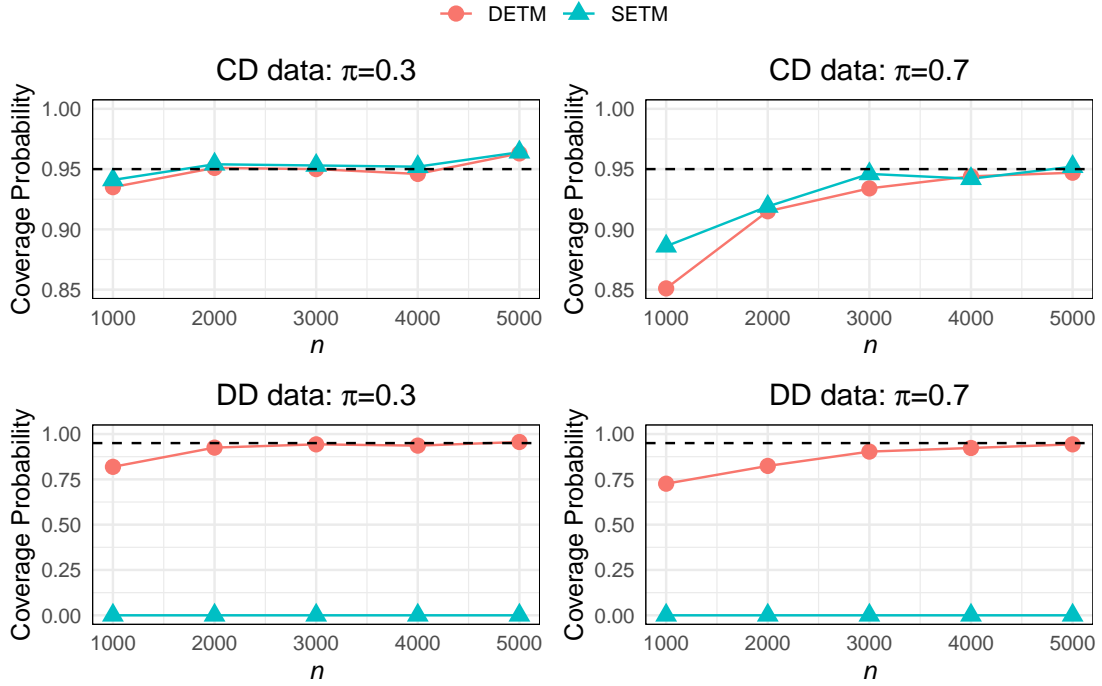 DETM SETM
CD data: π=0.3
Coverage Probability
1.00
0.95
0.90
0.85
1000 2000 3000 4000 5000
n
CD data: π=0.7
Coverage Probability
1.00
0.95
0.90
0.85
1000 2000 3000 4000 5000
n
DD data: π=0.3
Coverage Probability
1.00
0.75
0.50
0.25
0.00
1000 2000 3000 4000 5000
n
DD data: π=0.7
Coverage Probability
1.00
0.75
0.50
0.25
0.00
1000 2000 3000 4000 5000
n